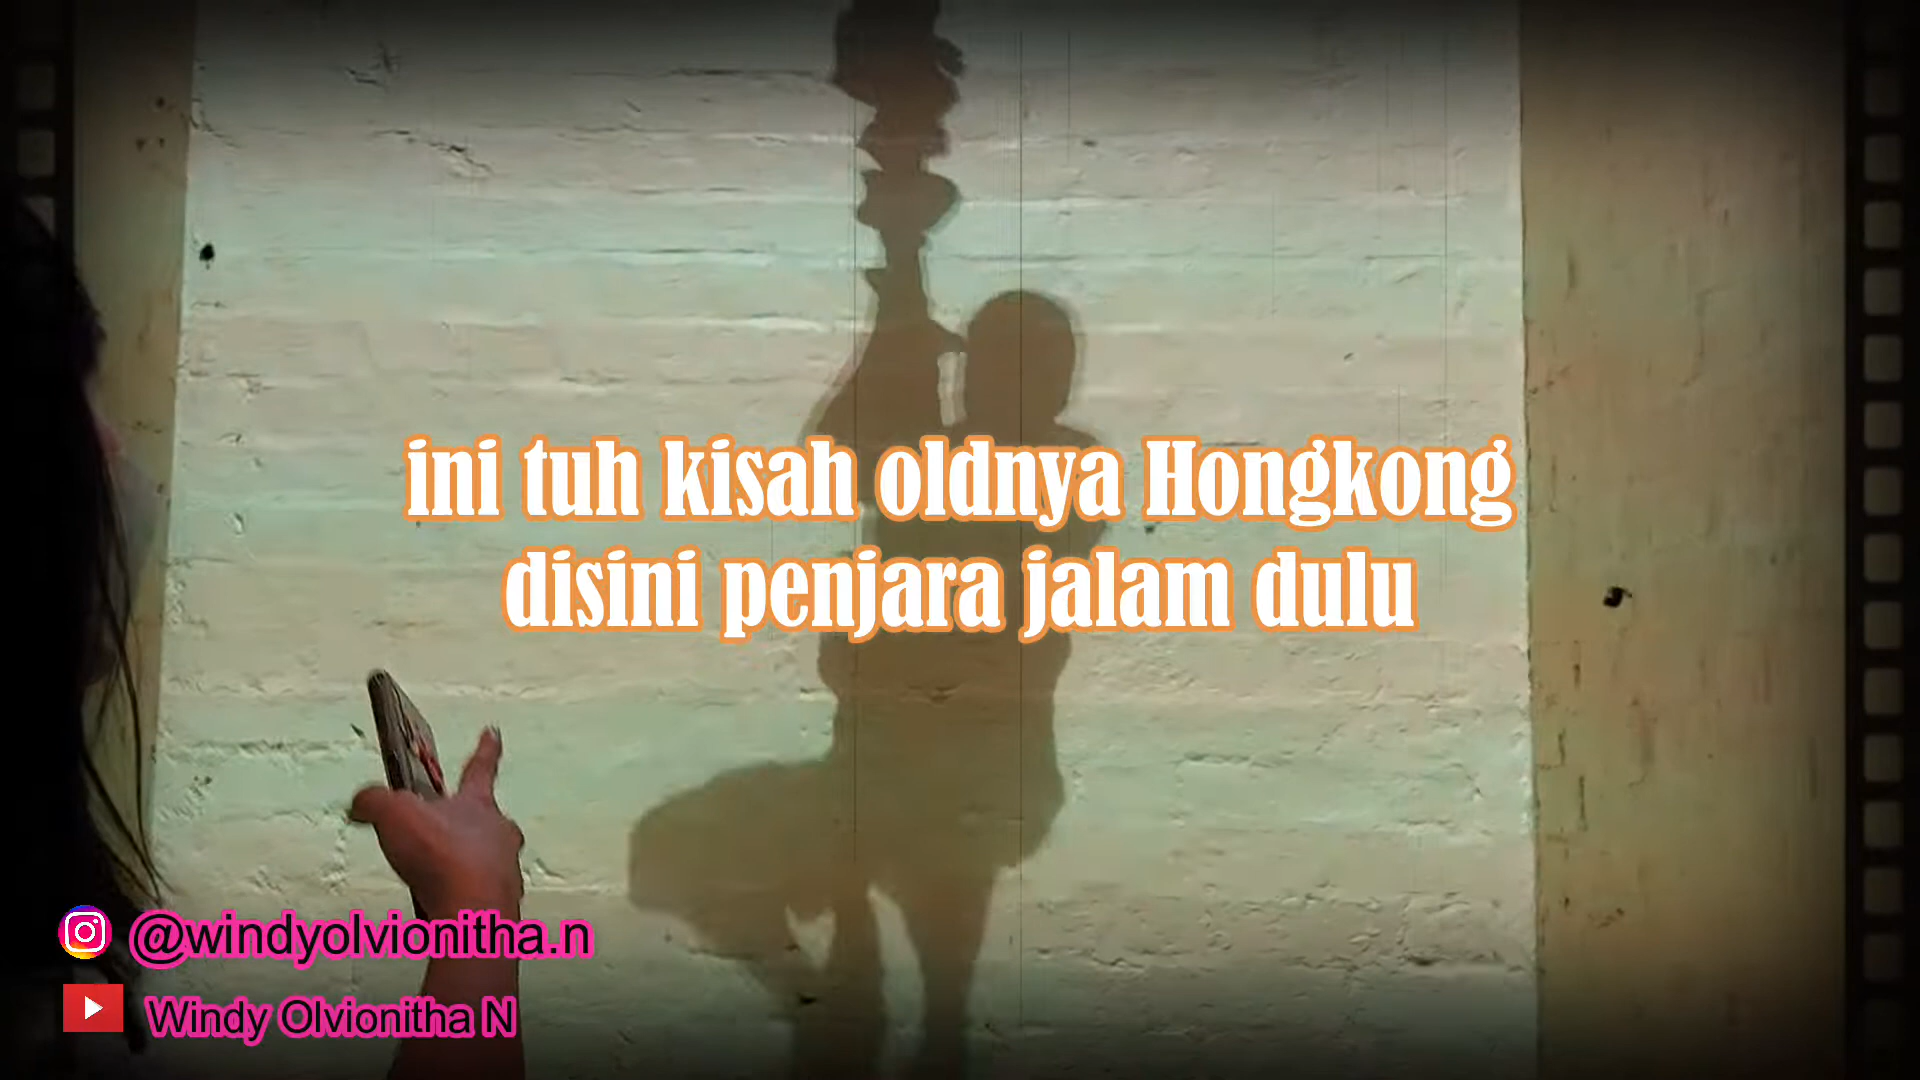 ini tuh kisah oldnya Hongkong
disini penjara jalam dulu
@windyolvionitha.n
Windy Olvionitha N